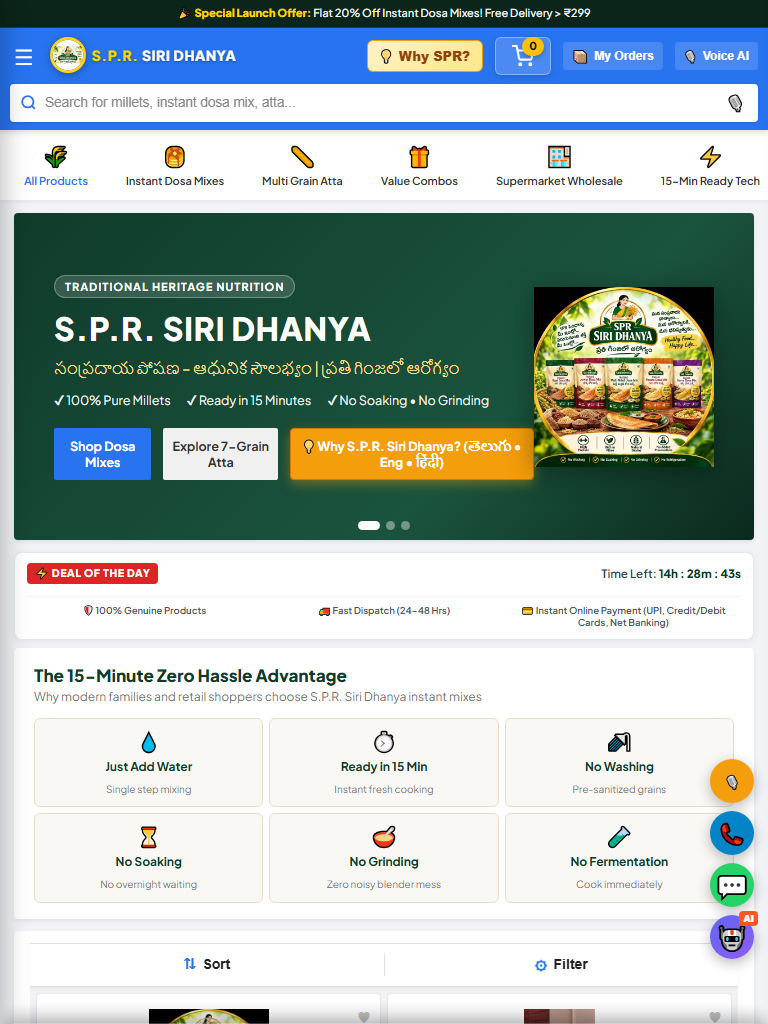 Special Launch Offer: Flat 20% Off Instant Dosa Mixes! Free Delivery > ₹299
S.P.R. SIRI DHANYA
Why SPR?
0
My Orders
Voice AI
Search for millets, instant dosa mix, atta...
All Products
Instant Dosa Mixes
Multi Grain Atta
Value Combos
Supermarket Wholesale
15-Min Ready Tech
TRADITIONAL HERITAGE NUTRITION
S.P.R. SIRI DHANYA
సంప్రదాయ పోషణ – ఆధునిక సౌలభ్యం | ప్రతి గింజలో ఆరోగ్యం
✓ 100% Pure Millets ✓ Ready in 15 Minutes ✓ No Soaking • No Grinding
Shop Dosa
Mixes
Explore 7-Grain
Atta
Why S.P.R. Siri Dhanya? (తెలుగు •
Eng • हिंदी)
SPR
SIRI DHANYA
ప్రతి గింజలో ఆరోగ్యం
Healthy Food...
Happy Life...
DEAL OF THE DAY
Time Left: 14h : 28m : 43s
100% Genuine Products
Fast Dispatch (24-48 Hrs)
Instant Online Payment (UPI, Credit/Debit
Cards, Net Banking)
The 15-Minute Zero Hassle Advantage
Why modern families and retail shoppers choose S.P.R. Siri Dhanya instant mixes
Just Add Water
Single step mixing
Ready in 15 Min
Instant fresh cooking
No Washing
Pre-sanitized grains
No Soaking
No overnight waiting
No Grinding
Zero noisy blender mess
No Fermentation
Cook immediately
AI
Sort
Filter